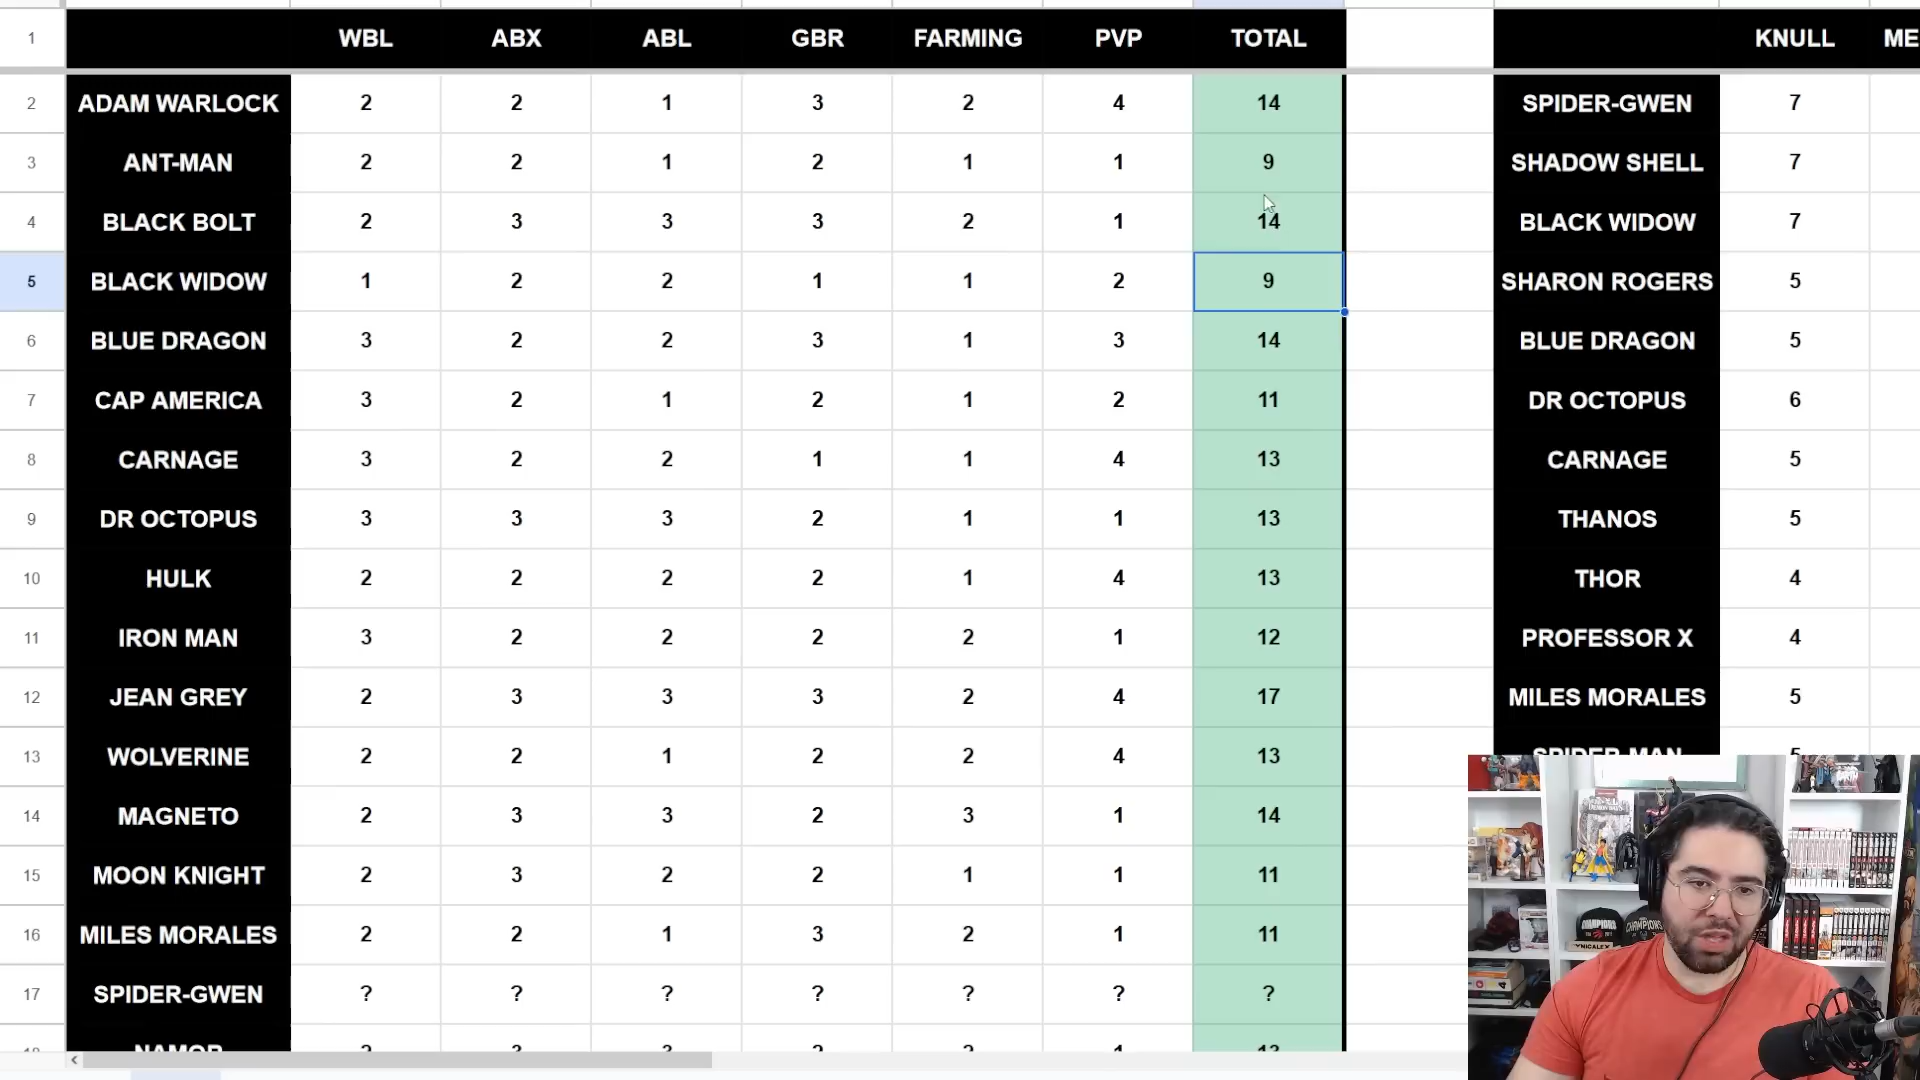 1 WBL ABX ABL GBR FARMING PVP TOTAL KNULL ME
2 ADAM WARLOCK 2 2 1 3 2 4 14 SPIDER-GWEN 7
3 ANT-MAN 2 2 1 2 1 1 9 SHADOW SHELL 7
4 BLACK BOLT 2 3 3 3 2 1 14 BLACK WIDOW 7
5 BLACK WIDOW 1 2 2 1 1 2 9 SHARON ROGERS 5
6 BLUE DRAGON 3 2 2 3 1 3 14 BLUE DRAGON 5
7 CAP AMERICA 3 2 1 2 1 2 11 DR OCTOPUS 6
8 CARNAGE 3 2 2 1 1 4 13 CARNAGE 5
9 DR OCTOPUS 3 3 3 2 1 1 13 THANOS 5
10 HULK 2 2 2 2 1 4 13 THOR 4
11 IRON MAN 3 2 2 2 2 1 12 PROFESSOR X 4
12 JEAN GREY 2 3 3 3 2 4 17 MILES MORALES 5
13 WOLVERINE 2 2 1 2 2 4 13 SPIDER-MAN 5
14 MAGNETO 2 3 3 2 3 1 14
15 MOON KNIGHT 2 3 2 2 1 1 11
16 MILES MORALES 2 2 1 3 2 1 11
17 SPIDER-GWEN ? ? ? ? ? ? ?
18 NAMOR
CHAMPIONS
CHAMPIONS